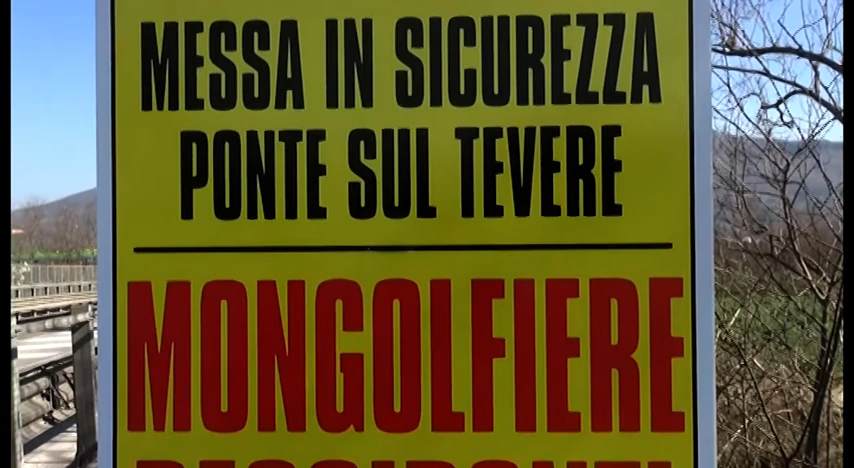 MESSA IN SICUREZZA
PONTE SUL TEVERE
MONGOLFIERE